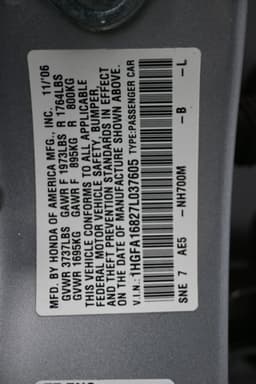 MFD. BY HONDA OF AMERICA MFG., INC. 11/'06
GVWR 3737LBS GAWR F 1973LBS R 1764LBS
GVWR 1695KG GAWR F 895KG R 800KG
THIS VEHICLE CONFORMS TO ALL APPLICABLE
FEDERAL MOTOR VEHICLE SAFETY, BUMPER,
AND THEFT PREVENTION STANDARDS IN EFFECT
ON THE DATE OF MANUFACTURE SHOWN ABOVE.
V.I.N.: 1HGFA16827L037605 TYPE:PASSENGER CAR
SNE 7 AE5 -NH700M -B -L